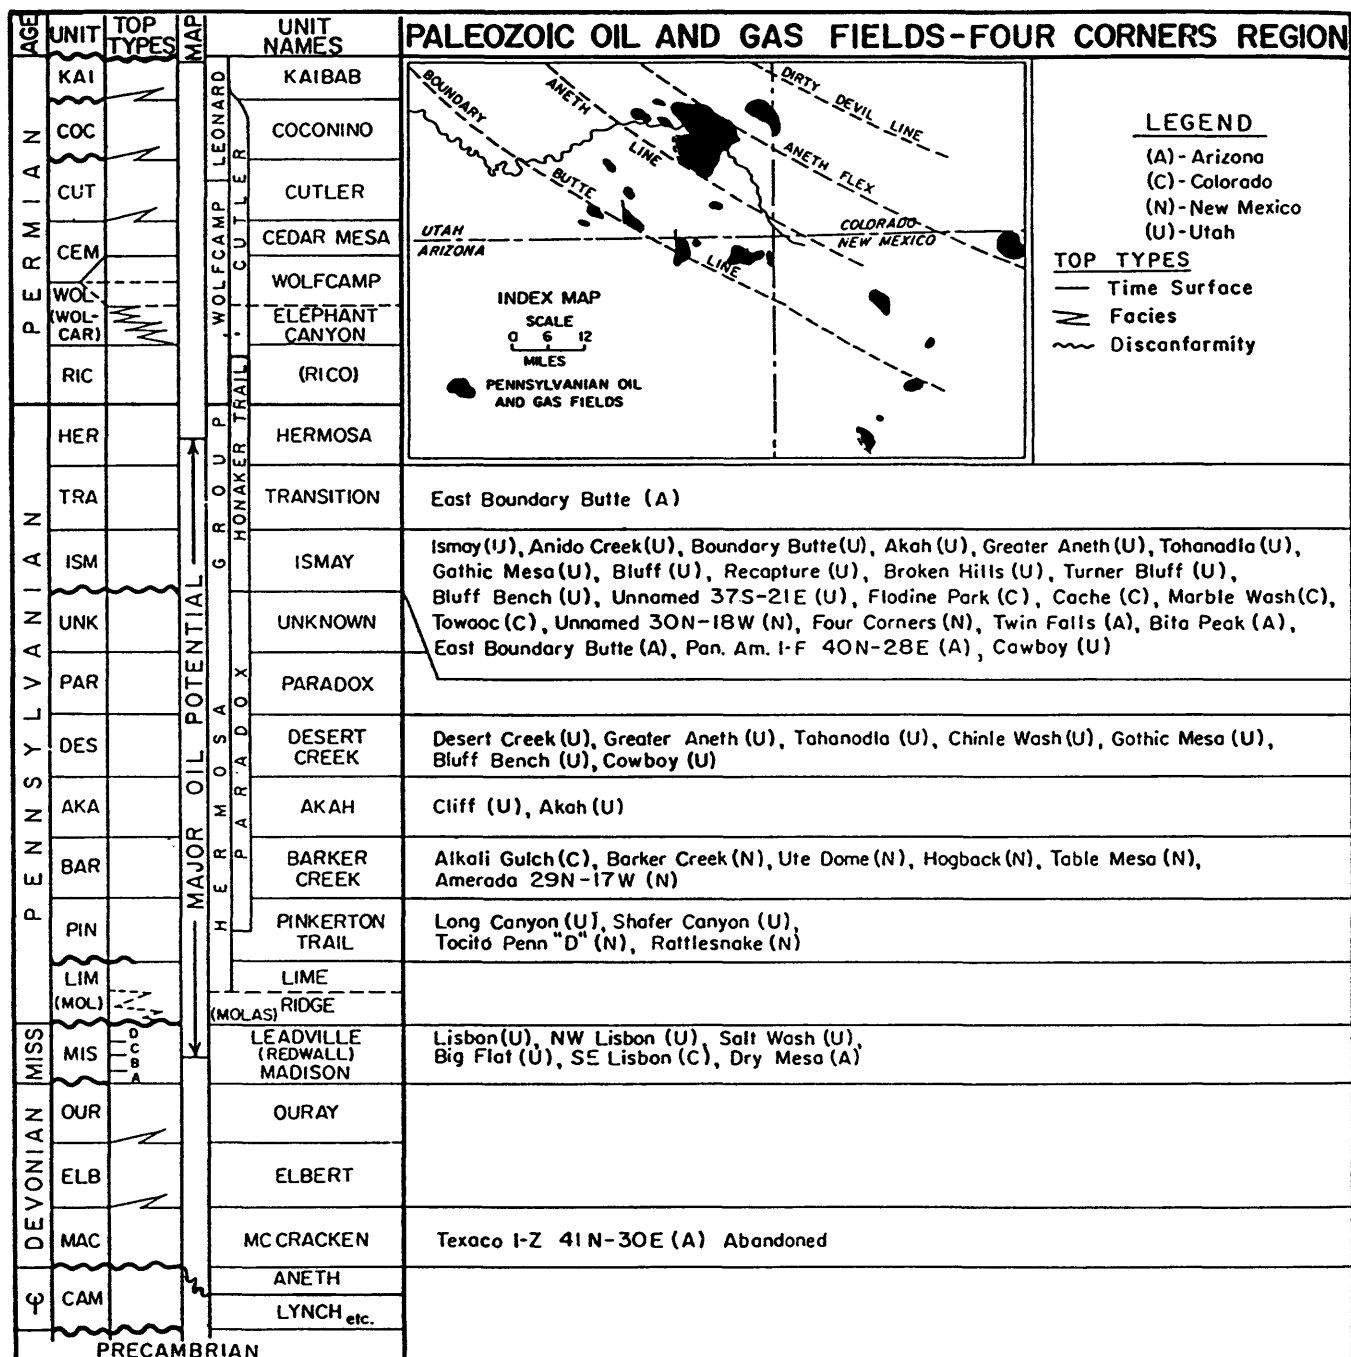 AGE UNIT TOP TYPES MAP UNIT NAMES PALEOZOIC OIL AND GAS FIELDS-FOUR CORNERS REGION
PERMIAN
LEONARD
WOLFCAMP
CUTLER
KAI KAIBAB
COC COCONINO
CUT CUTLER
CEM CEDAR MESA
WOL WOLFCAMP
(WOL-CAR) ELEPHANT CANYON
RIC (RICO)
BOUNDARY
BUTTE
LINE
ANETH
LINE
DIRTY DEVIL LINE
ANETH FLEX
UTAH
ARIZONA
COLORADO
NEW MEXICO
INDEX MAP
SCALE
0 6 12
MILES
PENNSYLVANIAN OIL
AND GAS FIELDS
LEGEND
(A)-Arizona
(C)-Colorado
(N)-New Mexico
(U)-Utah
TOP TYPES
Time Surface
Facies
Discanfarmity
PENNSYLVANIAN
MAJOR OIL POTENTIAL
HERMOSA GROUP
HONAKER TRAIL
PARADOX
HER HERMOSA
TRA TRANSITION East Boundary Butte (A)
ISM ISMAY
Ismay(U), Anido Creek(U), Boundary Butte(U), Akah (U), Greater Aneth (U), Tohanadla (U),
Gathic Mesa(U), Bluff (U), Recapture (U), Broken Hills (U), Turner Bluff (U),
Bluff Bench (U), Unnamed 37S-21E (U), Flodine Park (C), Cache (C), Marble Wash(C),
Towaoc (C), Unnamed 30N-18W (N), Four Corners (N), Twin Falls (A), Bita Peak (A),
East Boundary Butte (A), Pan. Am. 1-F 40N-28E (A), Cawboy (U)
UNK UNKNOWN
PAR PARADOX
DES DESERT CREEK
Desert Creek(U), Greater Aneth (U), Tahanodla (U), Chinle Wash(U), Gothic Mesa (U),
Bluff Bench (U), Cowboy (U)
AKA AKAH Cliff (U), Akah (U)
BAR BARKER CREEK
Alkali Gulch(C), Barker Creek(N), Ute Dome(N), Hogback(N), Table Mesa (N),
Amerada 29N-17W (N)
PIN PINKERTON TRAIL
Long Canyon(U), Shafer Canyon (U),
Tocito Penn "D" (N), Rattlesnake (N)
LIM LIME
(MOL) (MOLAS) RIDGE
MISS
MIS D C B A LEADVILLE (REDWALL) MADISON
Lisbon(U), NW Lisbon (U), Salt Wash (U),
Big Flat (U), SE Lisbon (C), Dry Mesa (A)
DEVONIAN
OUR OURAY
ELB ELBERT
MAC MC CRACKEN Texaco 1-Z 41N-30E (A) Abandoned
Ꞓ CAM ANETH
LYNCH etc.
PRECAMBRIAN